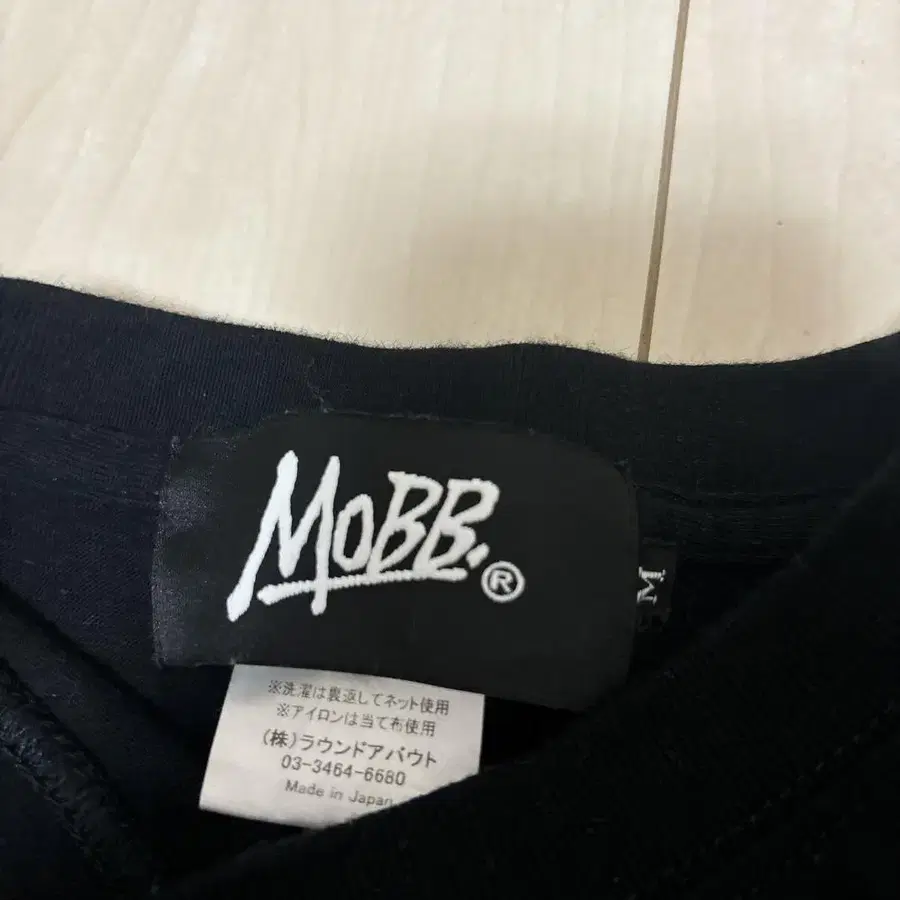 MOBB.®
M
※洗濯は裏返してネット使用
※アイロンは当て布使用
(株)ラウンドアバウト
03-3464-6680
Made in Japan